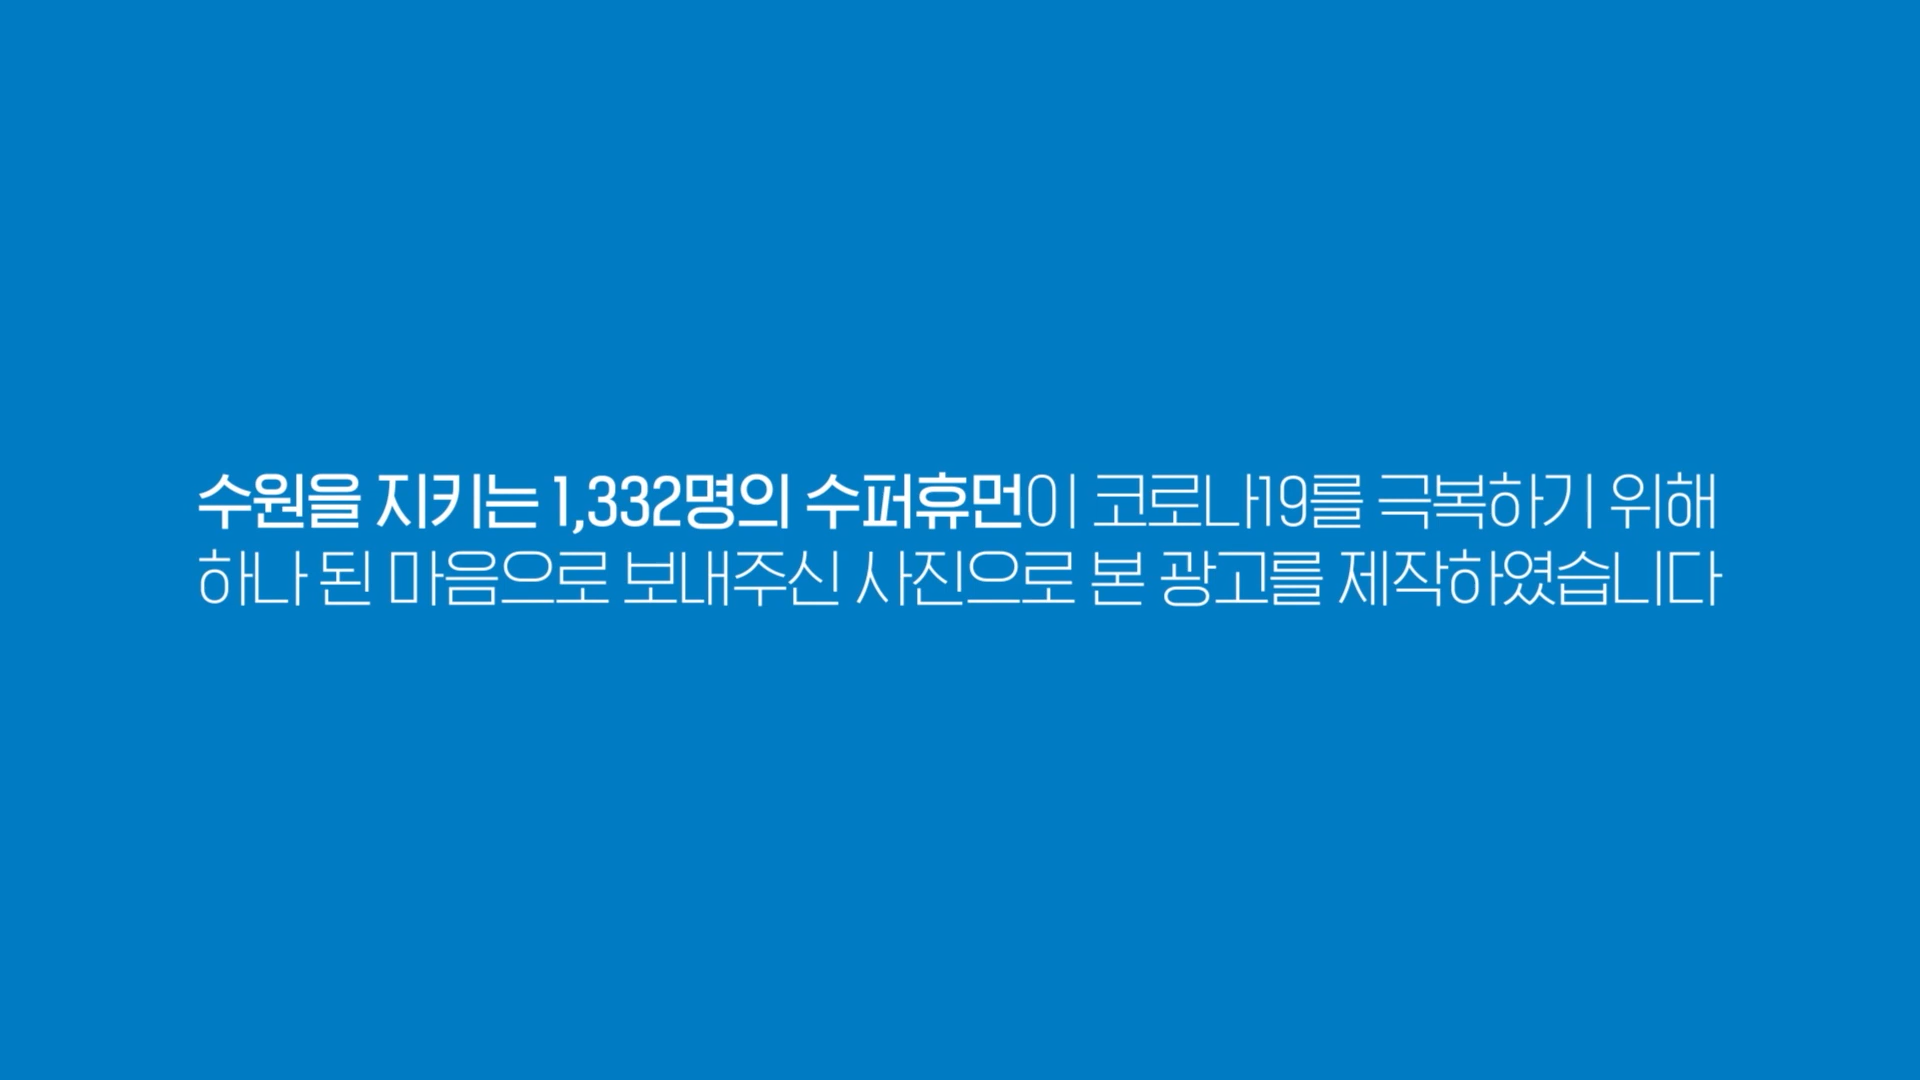 수원을 지키는 1,332명의 수퍼휴먼이 코로나19를 극복하기 위해
하나 된 마음으로 보내주신 사진으로 본 광고를 제작하였습니다